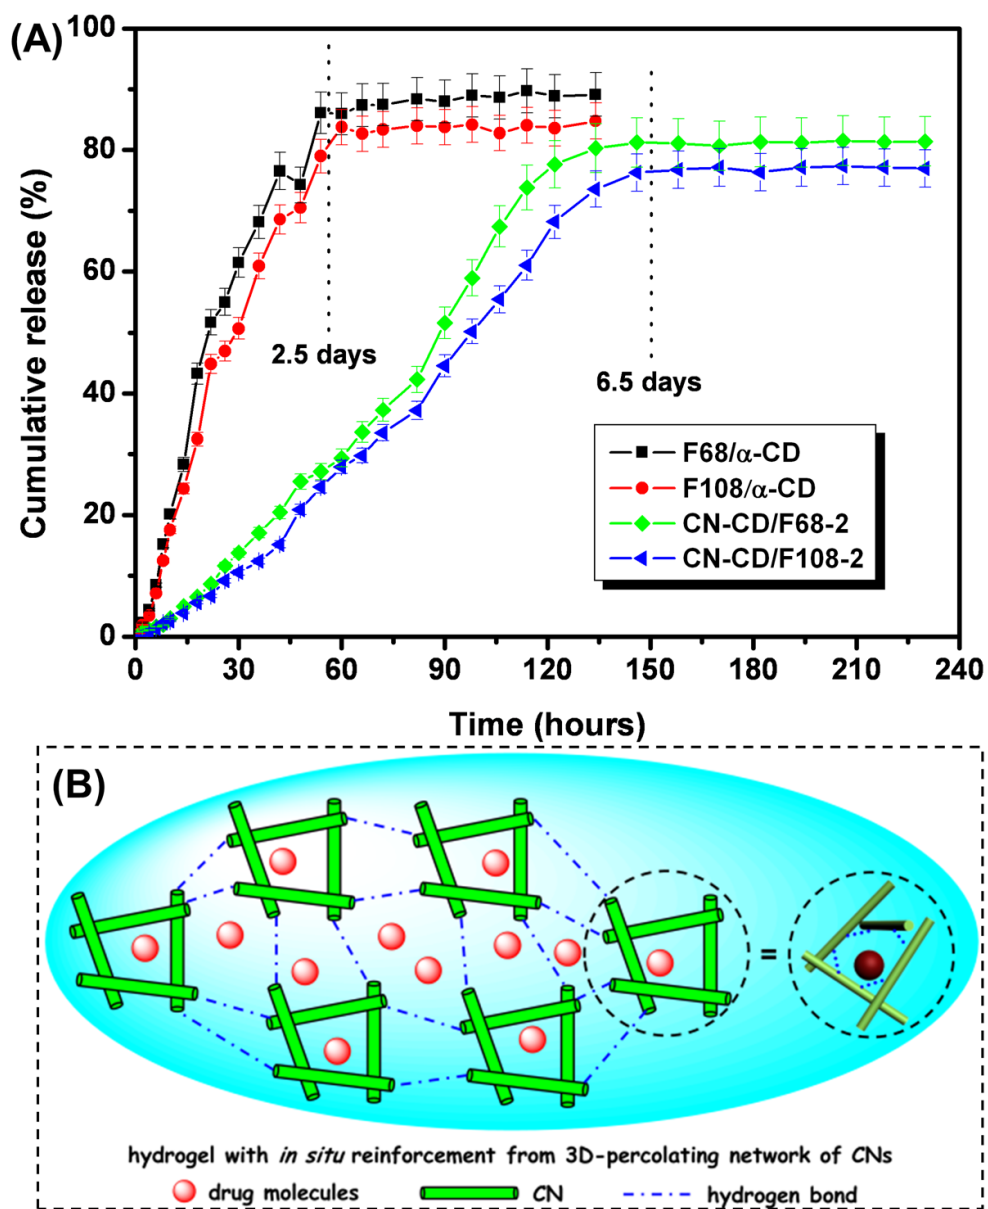 (A)
100
80
60
40
20
0
Cumulative release (%)
2.5 days
6.5 days
F68/α-CD
F108/α-CD
CN-CD/F68-2
CN-CD/F108-2
0 30 60 90 120 150 180 210 240
Time (hours)
(B)
=
hydrogel with in situ reinforcement from 3D-percolating network of CNs
drug molecules CN hydrogen bond